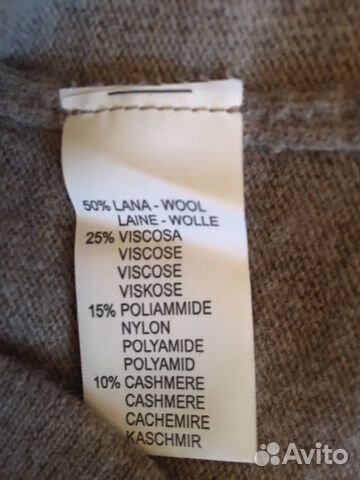 50% LANA - WOOL
LAINE - WOLLE
25% VISCOSA
VISCOSE
VISCOSE
VISKOSE
15% POLIAMMIDE
NYLON
POLYAMIDE
POLYAMID
10% CASHMERE
CASHMERE
CACHEMIRE
KASCHMIR
Avito